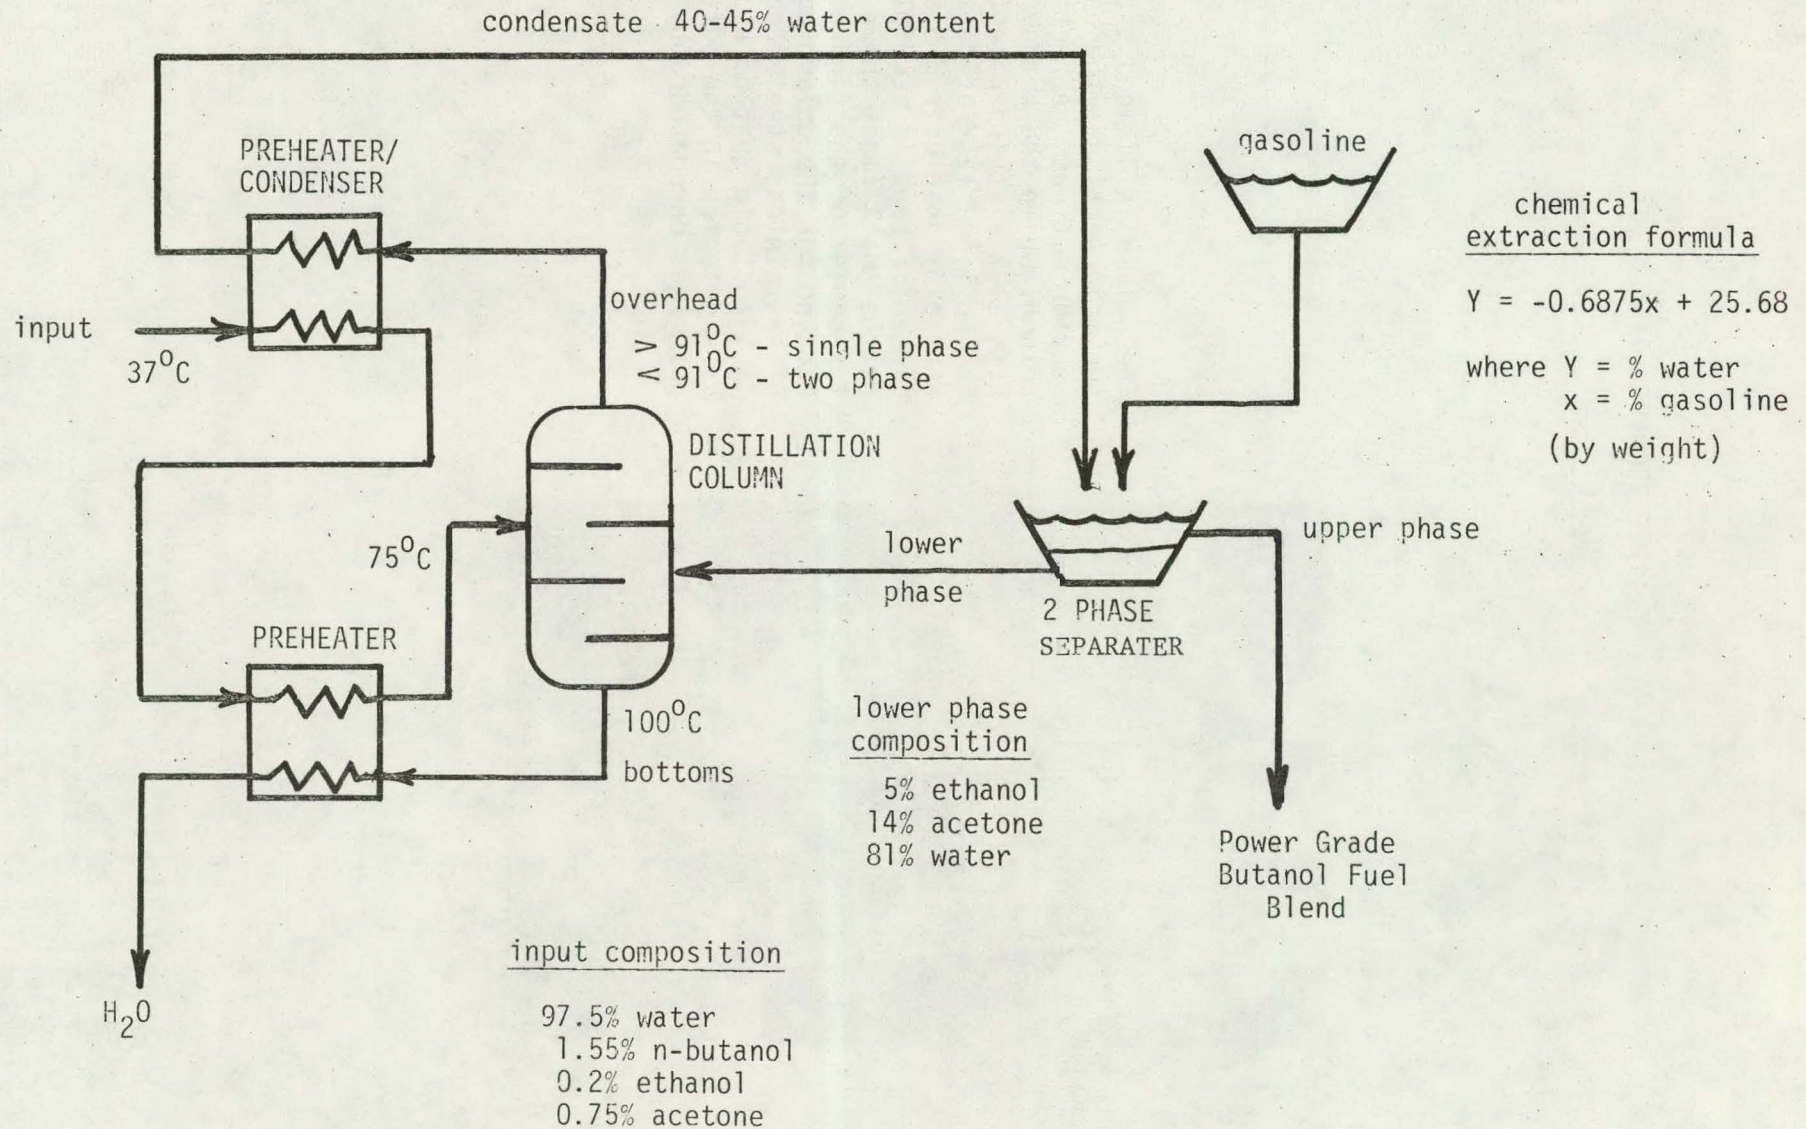 condensate 40-45% water content
PREHEATER/
CONDENSER
gasoline
chemical
extraction formula
Y = -0.6875x + 25.68
where Y = % water
x = % gasoline
(by weight)
input
37°C
overhead
> 91°C - single phase
< 91°C - two phase
DISTILLATION
COLUMN
75°C
lower
phase
upper phase
2 PHASE
SEPARATER
PREHEATER
100°C
bottoms
lower phase
composition
5% ethanol
14% acetone
81% water
Power Grade
Butanol Fuel
Blend
H₂O
input composition
97.5% water
1.55% n-butanol
0.2% ethanol
0.75% acetone